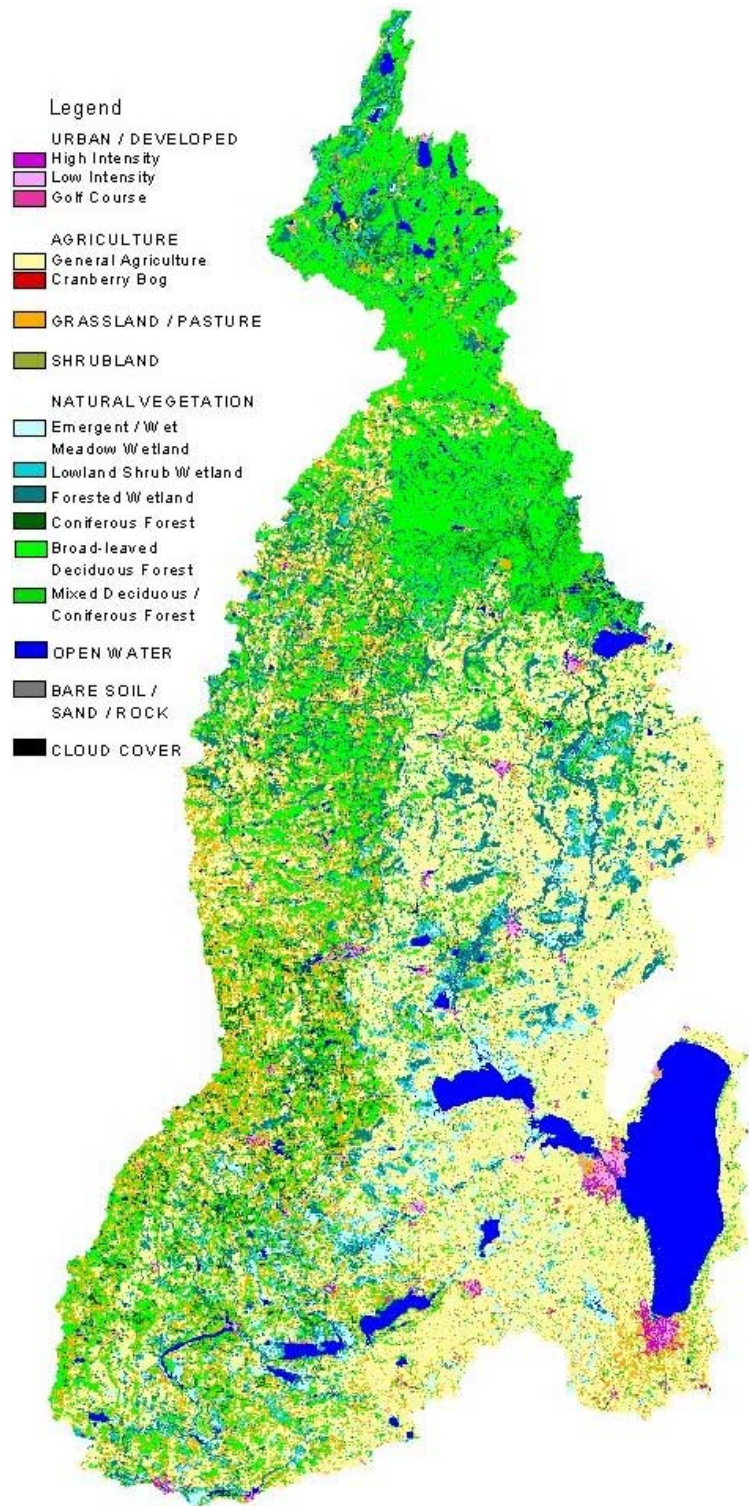 Legend
URBAN / DEVELOPED
High Intensity
Low Intensity
Golf Course
AGRICULTURE
General Agriculture
Cranberry Bog
GRASSLAND / PASTURE
SHRUBLAND
NATURAL VEGETATION
Emergent / Wet
Meadow Wetland
Lowland Shrub Wetland
Forested Wetland
Coniferous Forest
Broad-leaved
Deciduous Forest
Mixed Deciduous /
Coniferous Forest
OPEN WATER
BARE SOIL /
SAND / ROCK
CLOUD COVER